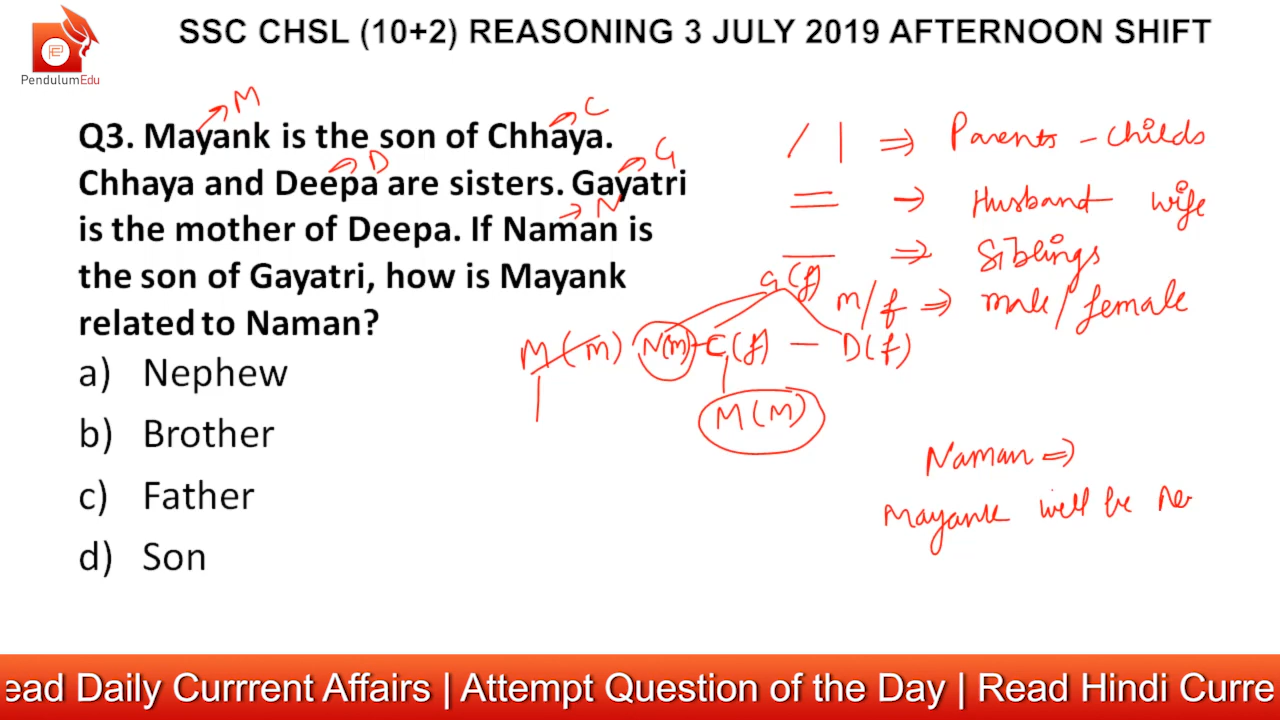 SSC CHSL (10+2) REASONING 3 JULY 2019 AFTERNOON SHIFT
PendulumEdu
M
C
Q3. Mayank is the son of Chhaya.
D
G
Chhaya and Deepa are sisters. Gayatri
N
is the mother of Deepa. If Naman is
the son of Gayatri, how is Mayank
related to Naman?
a) Nephew
b) Brother
c) Father
d) Son
/ | ⇒ Parents - childs
= → Husband wife
— ⇒ Siblings
m/f ⇒ male/female
G(f)
M(m) N(m) - C(f) — D(f)
M(M)
Naman ⇒
Mayank will be Ne
ead Daily Currrent Affairs | Attempt Question of the Day | Read Hindi Curre